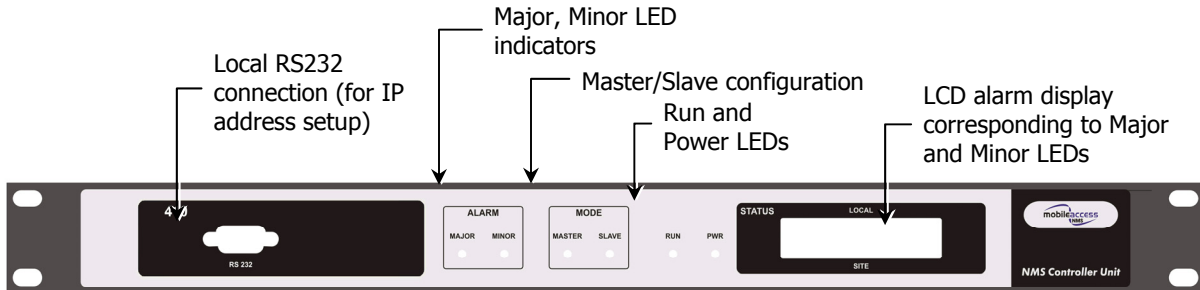 Major, Minor LED
indicators
Local RS232
connection (for IP
address setup)
Master/Slave configuration
Run and
Power LEDs
LCD alarm display
corresponding to Major
and Minor LEDs
ALARM
MAJOR MINOR
MODE
MASTER SLAVE
RUN PWR
STATUS LOCAL
SITE
RS 232
mobileaccess
NMS
NMS Controller Unit